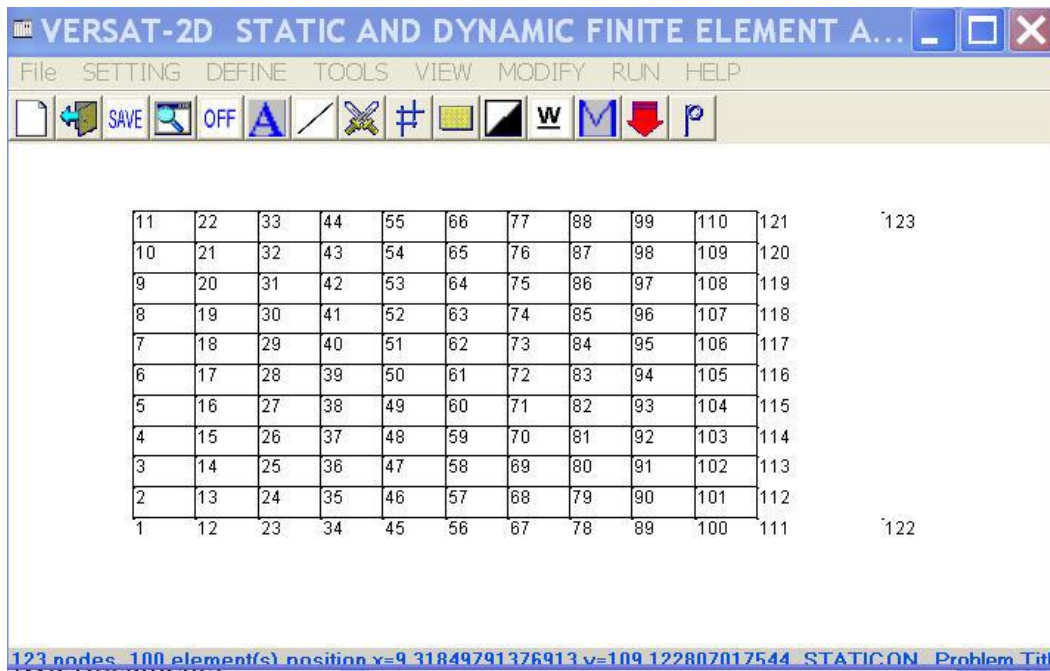 VERSAT-2D STATIC AND DYNAMIC FINITE ELEMENT A...
File SETTING DEFINE TOOLS VIEW MODIFY RUN HELP
SAVE OFF A W P
11 22 33 44 55 66 77 88 99 110 121 123
10 21 32 43 54 65 76 87 98 109 120
9 20 31 42 53 64 75 86 97 108 119
8 19 30 41 52 63 74 85 96 107 118
7 18 29 40 51 62 73 84 95 106 117
6 17 28 39 50 61 72 83 94 105 116
5 16 27 38 49 60 71 82 93 104 115
4 15 26 37 48 59 70 81 92 103 114
3 14 25 36 47 58 69 80 91 102 113
2 13 24 35 46 57 68 79 90 101 112
1 12 23 34 45 56 67 78 89 100 111 122
123 nodes 100 element(s) position x=9.31849791376913 y=109.122807017544 STATICON Problem Titl